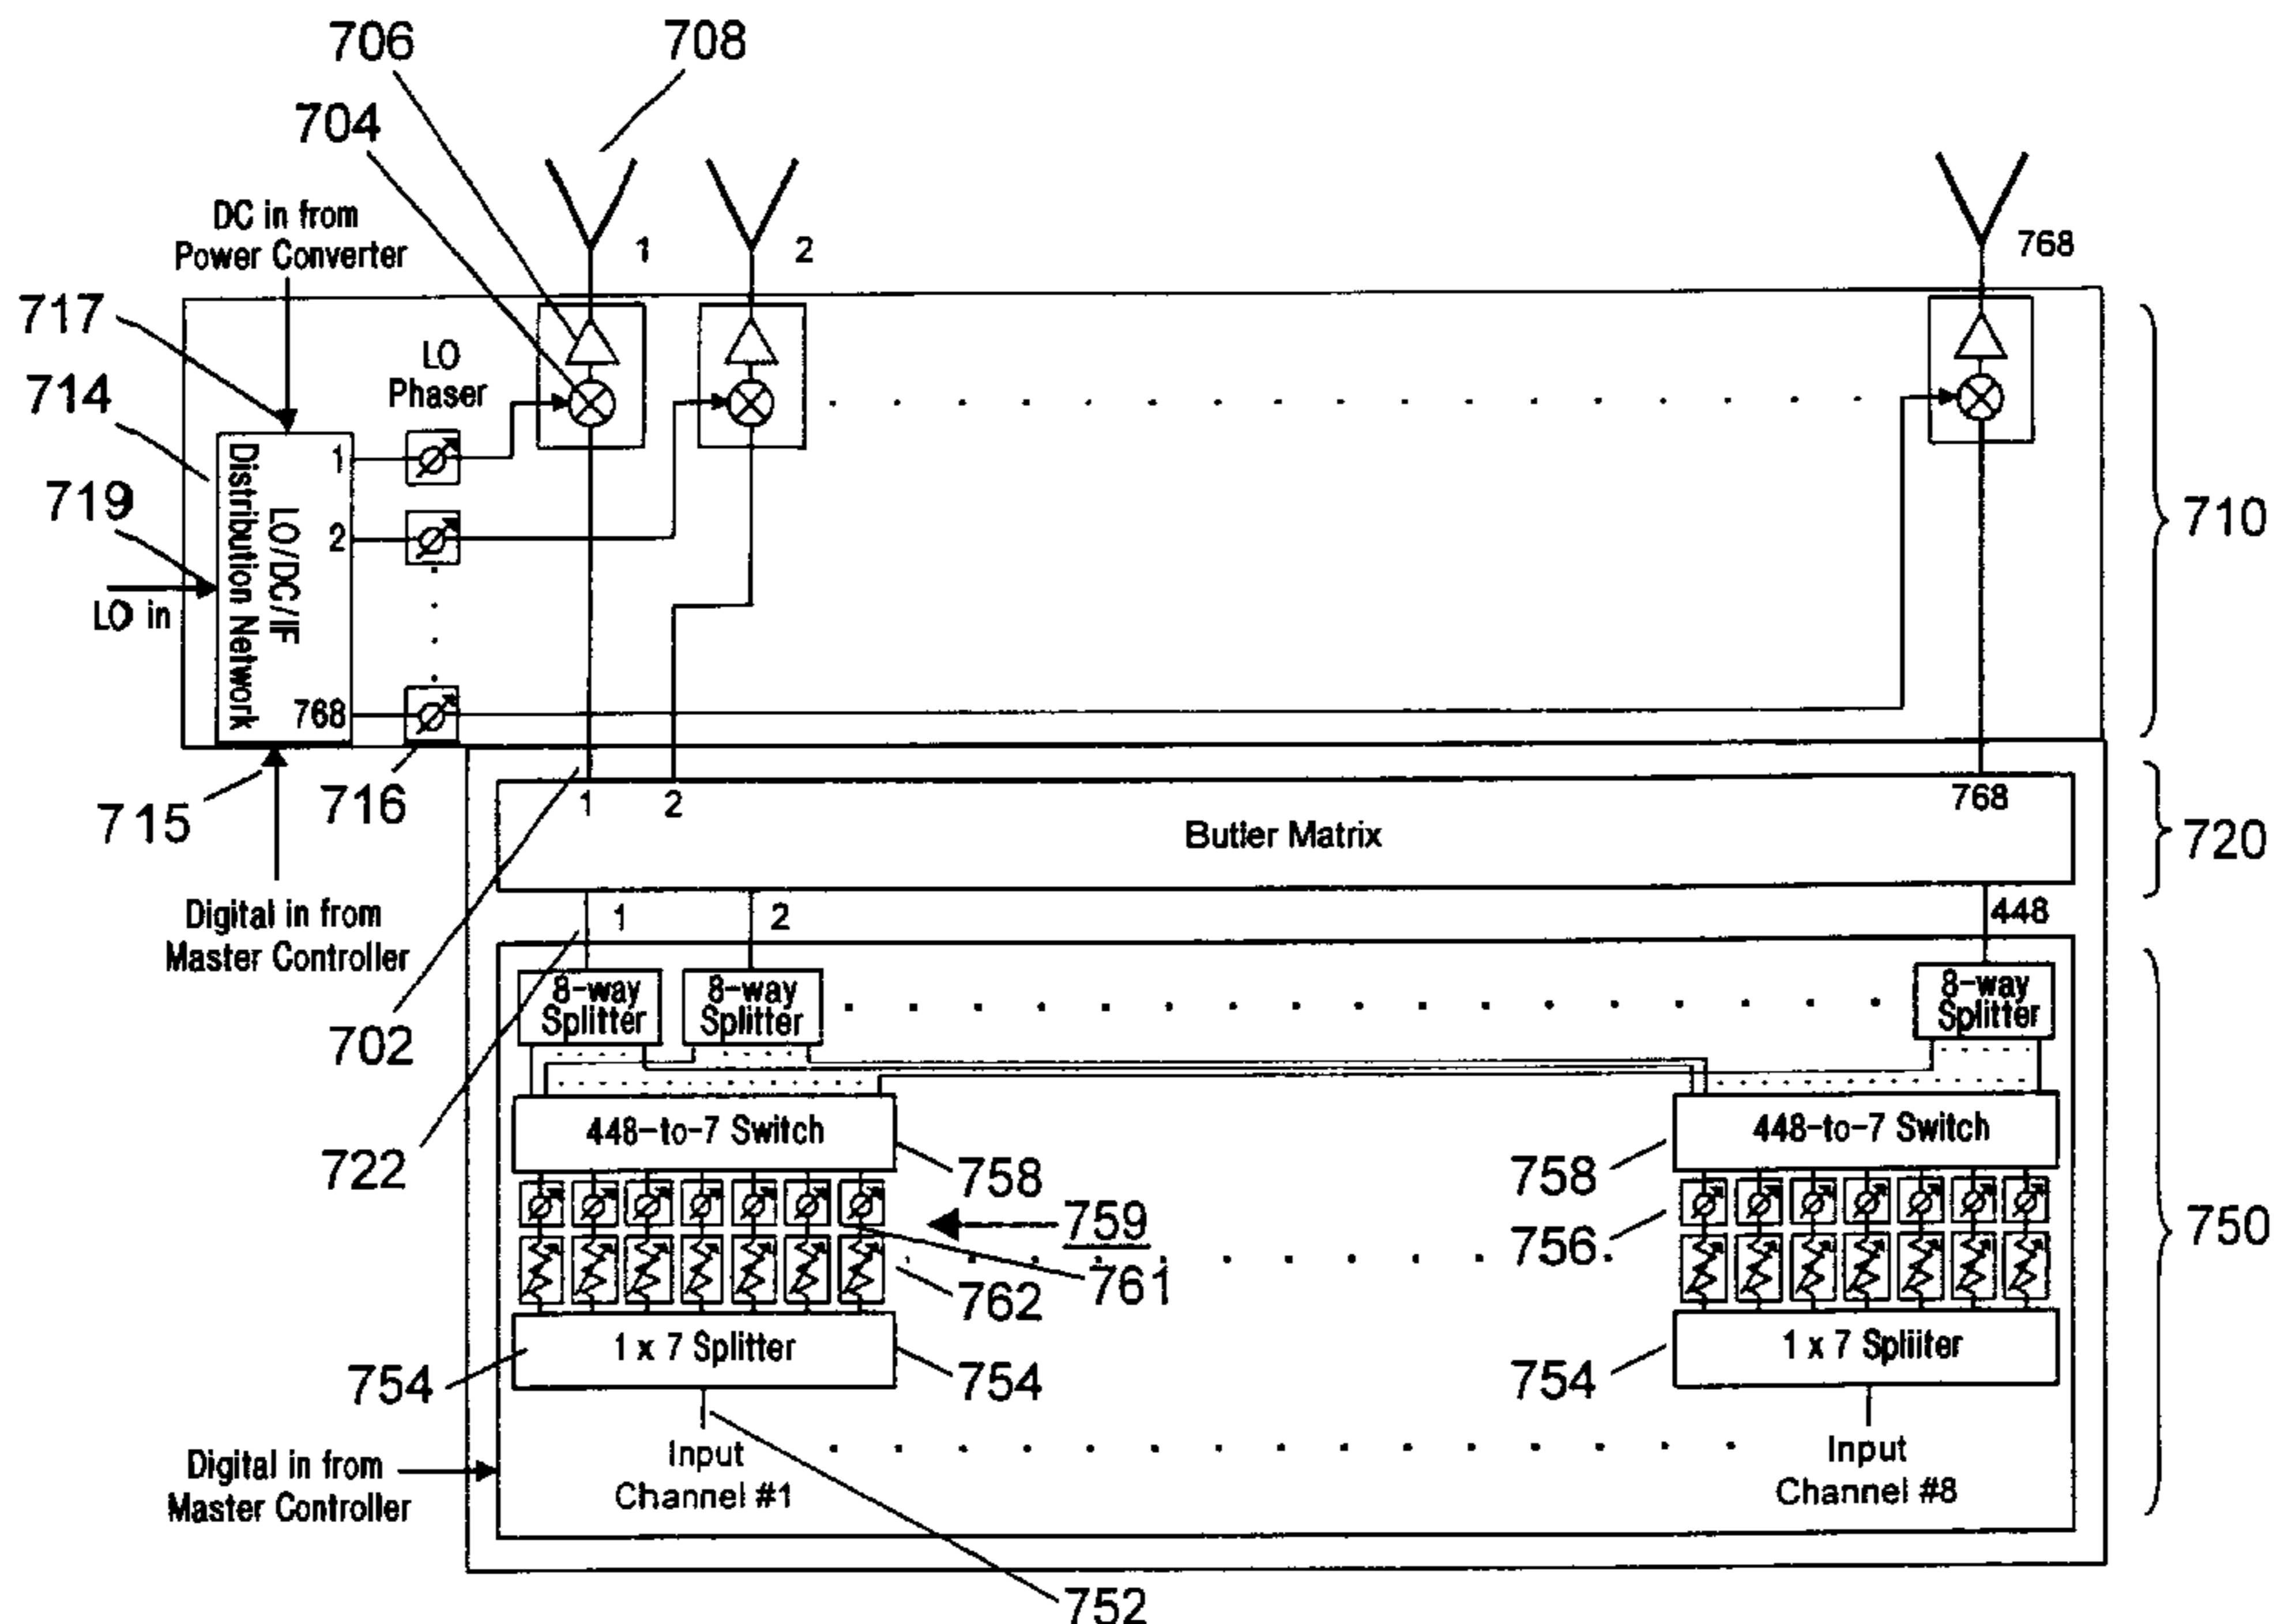 706
708
704
DC in from
Power Converter
1
2
768
717
LO
Phaser
714
1
LO/DC/IF
Distribution Network
719
2
710
LO in
768
715
716
1
2
768
Butler Matrix
720
Digital in from
Master Controller
1
2
448
8-way
Splitter
8-way
Splitter
8-way
Splitter
702
448-to-7 Switch
448-to-7 Switch
722
758
758
759
756
750
761
762
1 x 7 Splitter
1 x 7 Spliiter
754
754
754
Digital in from
Master Controller
Input
Channel #1
Input
Channel #8
752